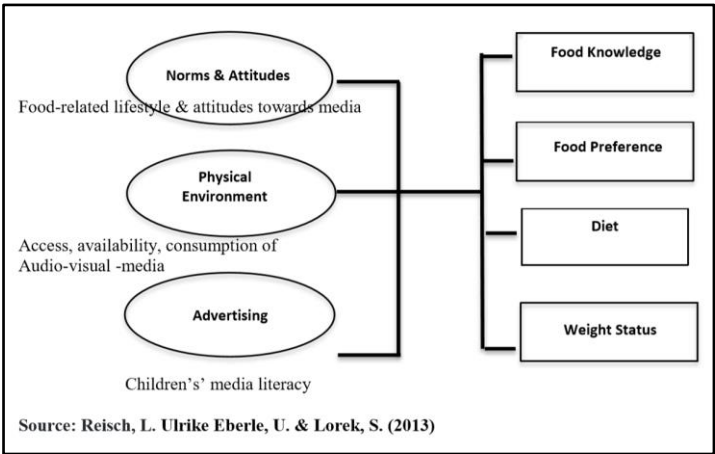 Norms & Attitudes
Food-related lifestyle & attitudes towards media
Physical
Environment
Access, availability, consumption of
Audio-visual -media
Advertising
Children’s’ media literacy
Food Knowledge
Food Preference
Diet
Weight Status
Source: Reisch, L. Ulrike Eberle, U. & Lorek, S. (2013)